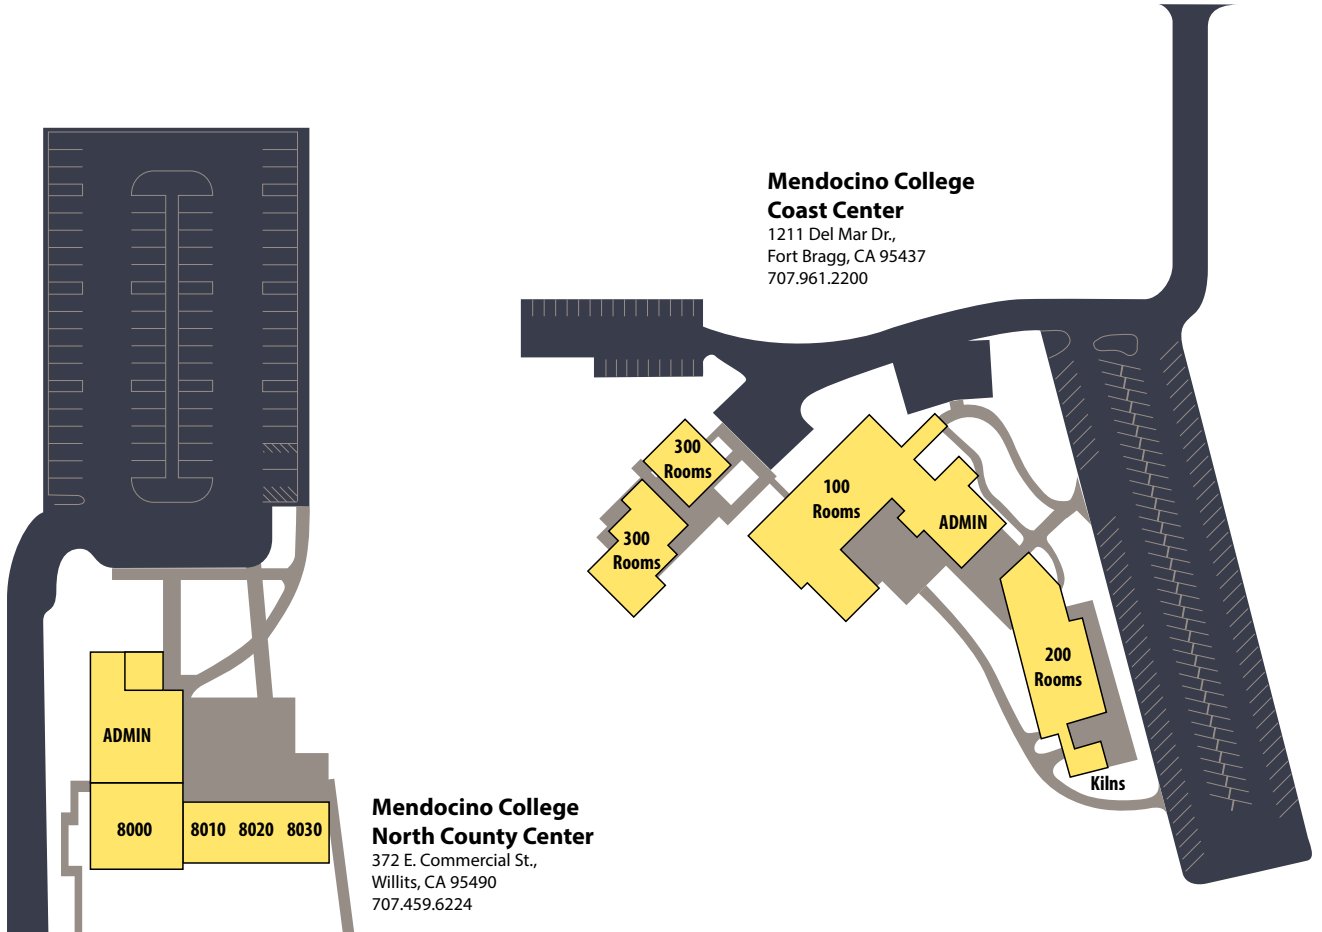 Mendocino College
Coast Center
1211 Del Mar Dr.,
Fort Bragg, CA 95437
707.961.2200
300
Rooms
300
Rooms
100
Rooms
ADMIN
200
Rooms
Kilns
ADMIN
8000
8010 8020 8030
Mendocino College
North County Center
372 E. Commercial St.,
Willits, CA 95490
707.459.6224